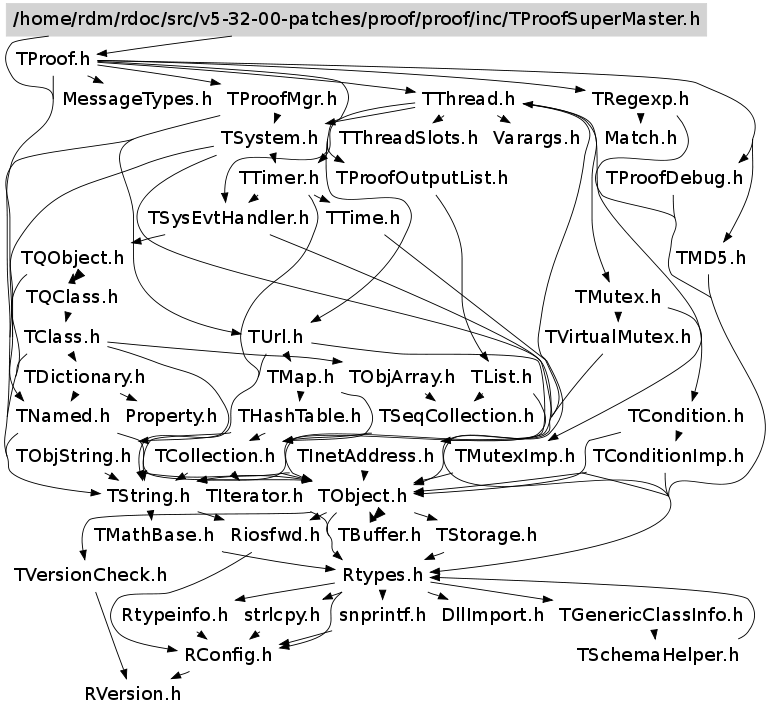 /home/rdm/rdoc/src/v5-32-00-patches/proof/proof/inc/TProofSuperMaster.h
TProof.h
MessageTypes.h TProofMgr.h TThread.h TRegexp.h
TSystem.h TThreadSlots.h Varargs.h Match.h
TTimer.h TProofOutputList.h TProofDebug.h
TSysEvtHandler.h TTime.h
TQObject.h TMD5.h
TQClass.h TMutex.h
TClass.h TUrl.h TVirtualMutex.h
TDictionary.h TMap.h TObjArray.h TList.h
TNamed.h Property.h THashTable.h TSeqCollection.h TCondition.h
TObjString.h TCollection.h TInetAddress.h TMutexImp.h TConditionImp.h
TString.h TIterator.h TObject.h
TMathBase.h Riosfwd.h TBuffer.h TStorage.h
TVersionCheck.h Rtypes.h
Rtypeinfo.h strlcpy.h snprintf.h DllImport.h TGenericClassInfo.h
RConfig.h TSchemaHelper.h
RVersion.h